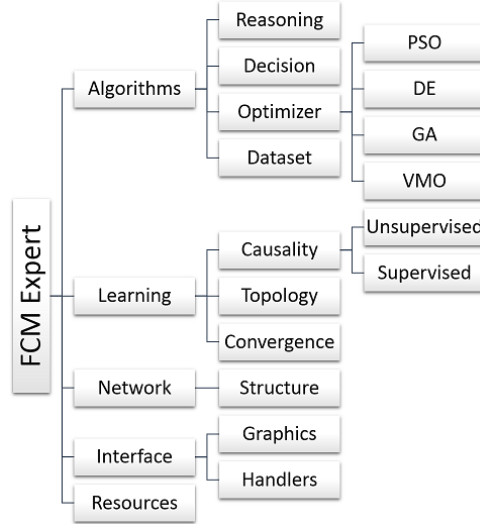 FCM Expert
Algorithms
Reasoning
Decision
Optimizer
PSO
DE
GA
VMO
Dataset
Learning
Causality
Unsupervised
Supervised
Topology
Convergence
Network
Structure
Interface
Graphics
Handlers
Resources